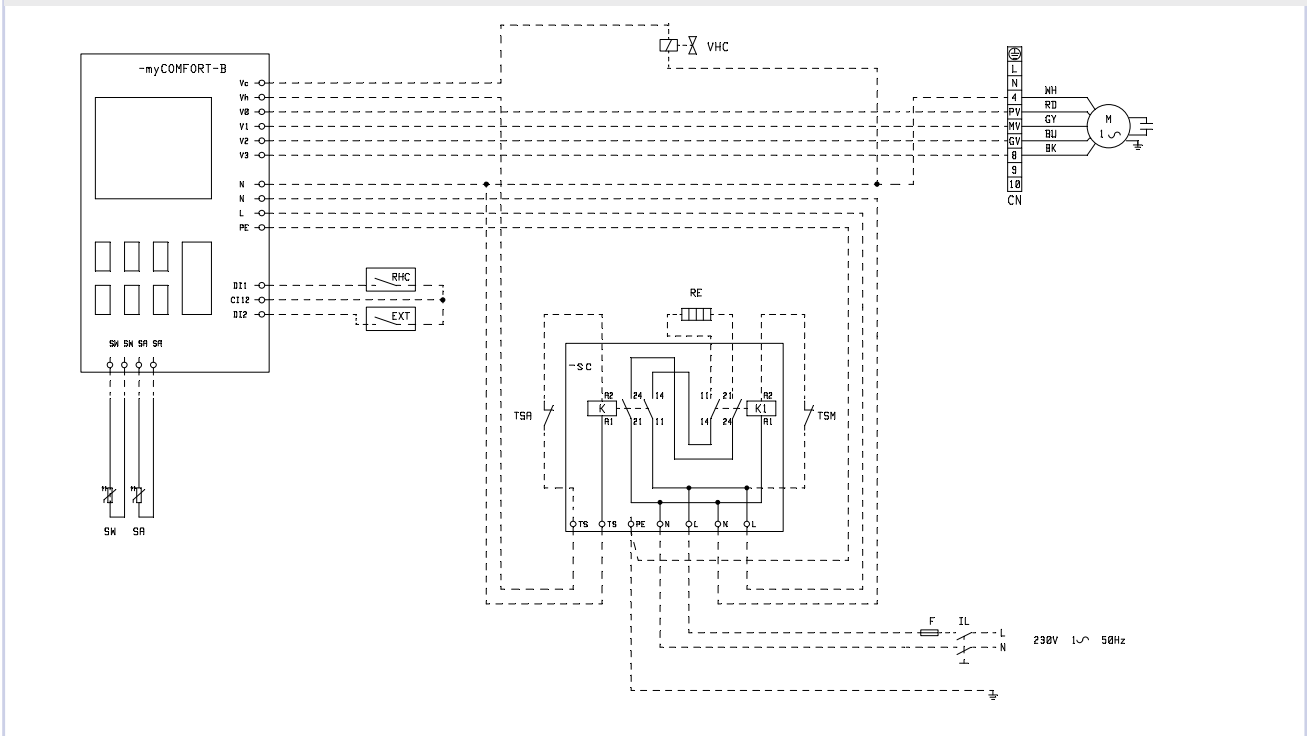 VHC
-myCOMFORT-B
L
Vc
N
Vh
4
WH
V0
PV
RD
M
V1
MV
GY
1
V2
GV
BU
V3
8
BK
9
N
10
N
CN
L
PE
DI1
RHC
CI12
DI2
EXT
RE
SW SW SA SA
-SC
A2 24 14 11 21 A2
TSA
K
K1
TSM
A1 21 11 14 24 A1
SW SA
TS TS PE N L N L
F IL
L
N
230V 1 50Hz